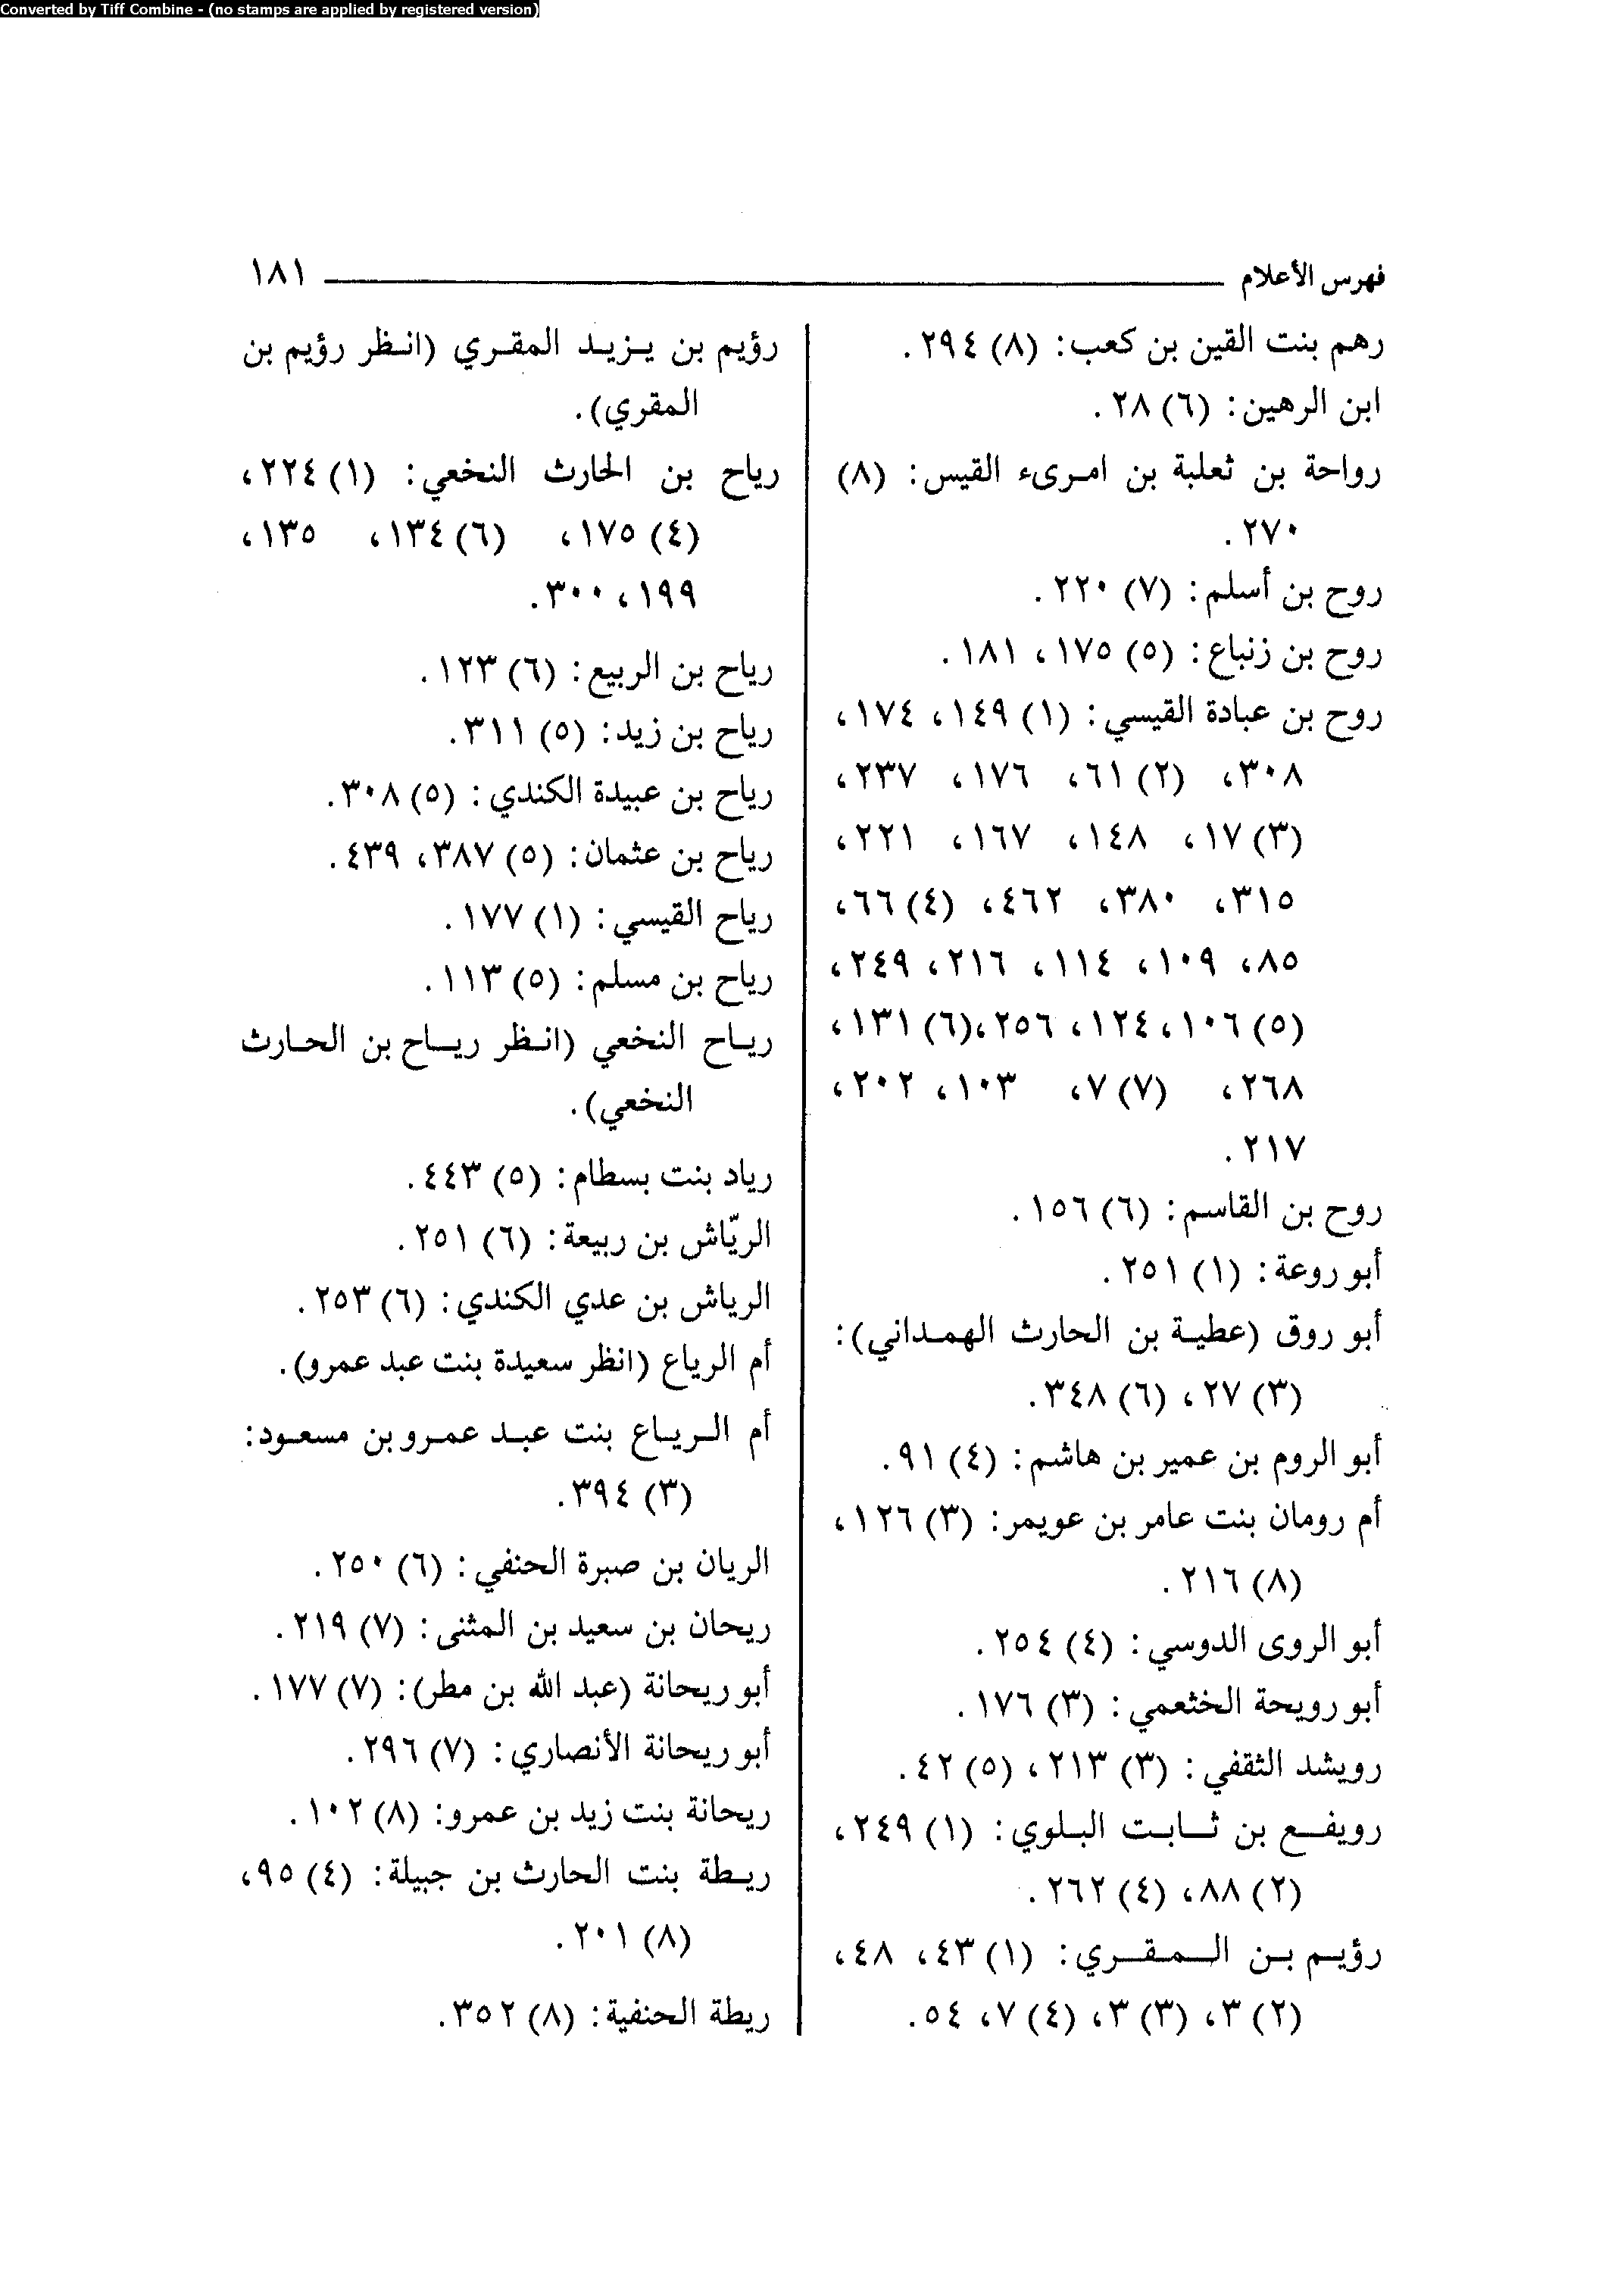 Converted by Tiff Combine - (no stamps are applied by registered version)
فهرس الأعلام ١٨١
رهم بنت القين بن كعب: (٨) ٢٩٤.
ابن الرهين: (٦) ٢٨.
رواحة بن ثعلبة بن امرىء القيس: (٨)
٢٧٠.
روح بن أسلم: (٧) ٢٢٠.
روح بن زنباع: (٥) ١٧٥، ١٨١.
روح بن عبادة القيسي: (١) ١٤٩، ١٧٤،
٣٠٨، (٢) ٦١، ١٧٦، ٢٣٧،
(٣) ١٧، ١٤٨، ١٦٧، ٢٢١،
٣١٥، ٣٨٠، ٤٦٢، (٤) ٦٦،
٨٥، ١٠٩، ١١٤، ٢١٦، ٢٤٩،
(٥) ١٠٦، ١٢٤، ٢٥٦،(٦) ١٣١،
٢٦٨، (٧) ٧، ١٠٣، ٢٠٢،
٢١٧.
روح بن القاسم: (٦) ١٥٦.
أبو روعة: (١) ٢٥١.
أبو روق (عطية بن الحارث الهمداني):
(٣) ٢٧، (٦) ٣٤٨.
أبو الروم بن عمير بن هاشم: (٤) ٩١.
أم رومان بنت عامر بن عويمر: (٣) ١٢٦،
(٨) ٢١٦.
أبو الروى الدوسي: (٤) ٢٥٤.
أبو رويحة الخثعمي: (٣) ١٧٦.
رويشد الثقفي: (٣) ٢١٣، (٥) ٤٢.
رويفع بن ثابت البلوي: (١) ٢٤٩،
(٢) ٨٨، (٤) ٢٦٢.
رؤيم بن المقري: (١) ٤٣، ٤٨،
(٢) ٣، (٣) ٣، (٤) ٧، ٥٤.
رؤيم بن يزيد المقري (انظر رؤيم بن
المقري).
رياح بن الحارث النخعي: (١) ٢٢٤،
(٤) ١٧٥، (٦) ١٣٤، ١٣٥،
١٩٩، ٣٠٠.
رياح بن الربيع: (٦) ١٢٣.
رياح بن زيد: (٥) ٣١١.
رياح بن عبيدة الكندي: (٥) ٣٠٨.
رياح بن عثمان: (٥) ٣٨٧، ٤٣٩.
رياح القيسي: (١) ١٧٧.
رياح بن مسلم: (٥) ١١٣.
رياح النخعي (انظر رياح بن الحارث
النخعي).
رياد بنت بسطام: (٥) ٤٤٣.
الريّاش بن ربيعة: (٦) ٢٥١.
الرياش بن عدي الكندي: (٦) ٢٥٣.
أم الرياع (انظر سعيدة بنت عبد عمرو).
أم الرياع بنت عبد عمرو بن مسعود:
(٣) ٣٩٤.
الريان بن صبرة الحنفي: (٦) ٢٥٠.
ريحان بن سعيد بن المثنى: (٧) ٢١٩.
أبو ريحانة (عبد الله بن مطر): (٧) ١٧٧.
أبو ريحانة الأنصاري: (٧) ٢٩٦.
ريحانة بنت زيد بن عمرو: (٨) ١٠٢.
ريطة بنت الحارث بن جبيلة: (٤) ٩٥،
(٨) ٢٠١.
ريطة الحنفية: (٨) ٣٥٢.